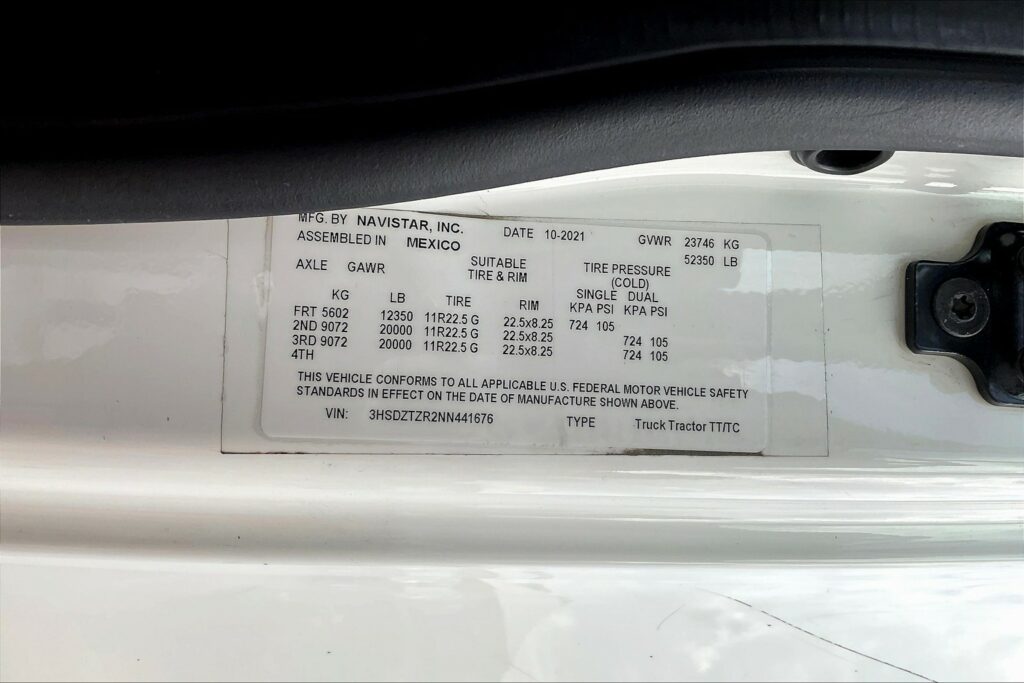 MFG. BY NAVISTAR, INC. DATE 10-2021 GVWR 23746 KG
ASSEMBLED IN MEXICO 52350 LB
AXLE GAWR SUITABLE TIRE PRESSURE
TIRE & RIM (COLD)
SINGLE DUAL
KG LB TIRE RIM KPA PSI KPA PSI
FRT 5602 12350 11R22.5 G 22.5x8.25 724 105
2ND 9072 20000 11R22.5 G 22.5x8.25 724 105
3RD 9072 20000 11R22.5 G 22.5x8.25 724 105
4TH
THIS VEHICLE CONFORMS TO ALL APPLICABLE U.S. FEDERAL MOTOR VEHICLE SAFETY
STANDARDS IN EFFECT ON THE DATE OF MANUFACTURE SHOWN ABOVE.
VIN: 3HSDZTZR2NN441676 TYPE Truck Tractor TT/TC